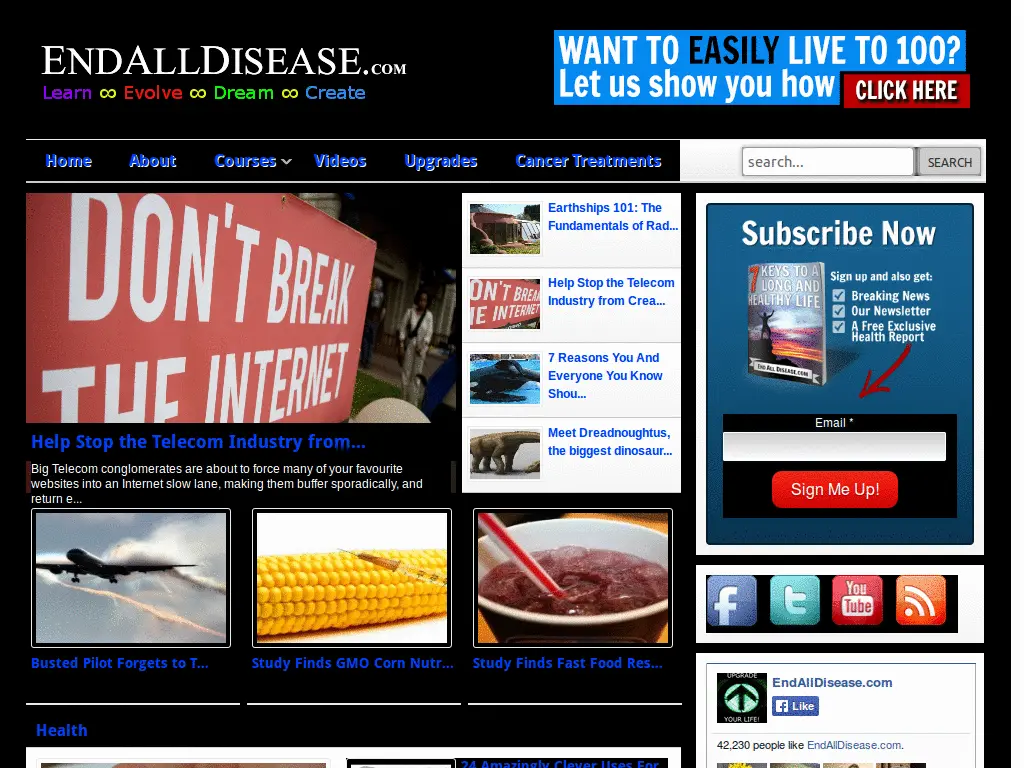 ENDALLDISEASE.COM
Learn ∞ Evolve ∞ Dream ∞ Create
WANT TO EASILY LIVE TO 100?
Let us show you how
CLICK HERE
Home
About
Courses
Videos
Upgrades
Cancer Treatments
search...
SEARCH
DON'T BREAK
THE INTERNET
Help Stop the Telecom Industry from...
Big Telecom conglomerates are about to force many of your favourite
websites into an Internet slow lane, making them buffer sporadically, and
return e...
Earthships 101: The
Fundamentals of Rad...
ON'T BREAK
HE INTERNET
Help Stop the Telecom
Industry from Crea...
7 Reasons You And
Everyone You Know
Shou...
Meet Dreadnoughtus,
the biggest dinosaur...
Busted Pilot Forgets to T...
Study Finds GMO Corn Nutr...
Study Finds Fast Food Res...
Health
24 Amazingly Clever Uses For
Subscribe Now
7 KEYS TO A
LONG AND
HEALTHY LIFE
END ALL DISEASE.COM
Sign up and also get:
Breaking News
Our Newsletter
A Free Exclusive
Health Report
Email *
Sign Me Up!
You
Tube
UPGRADE
YOUR LIFE!
EndAllDisease.com
Like
42,230 people like EndAllDisease.com.